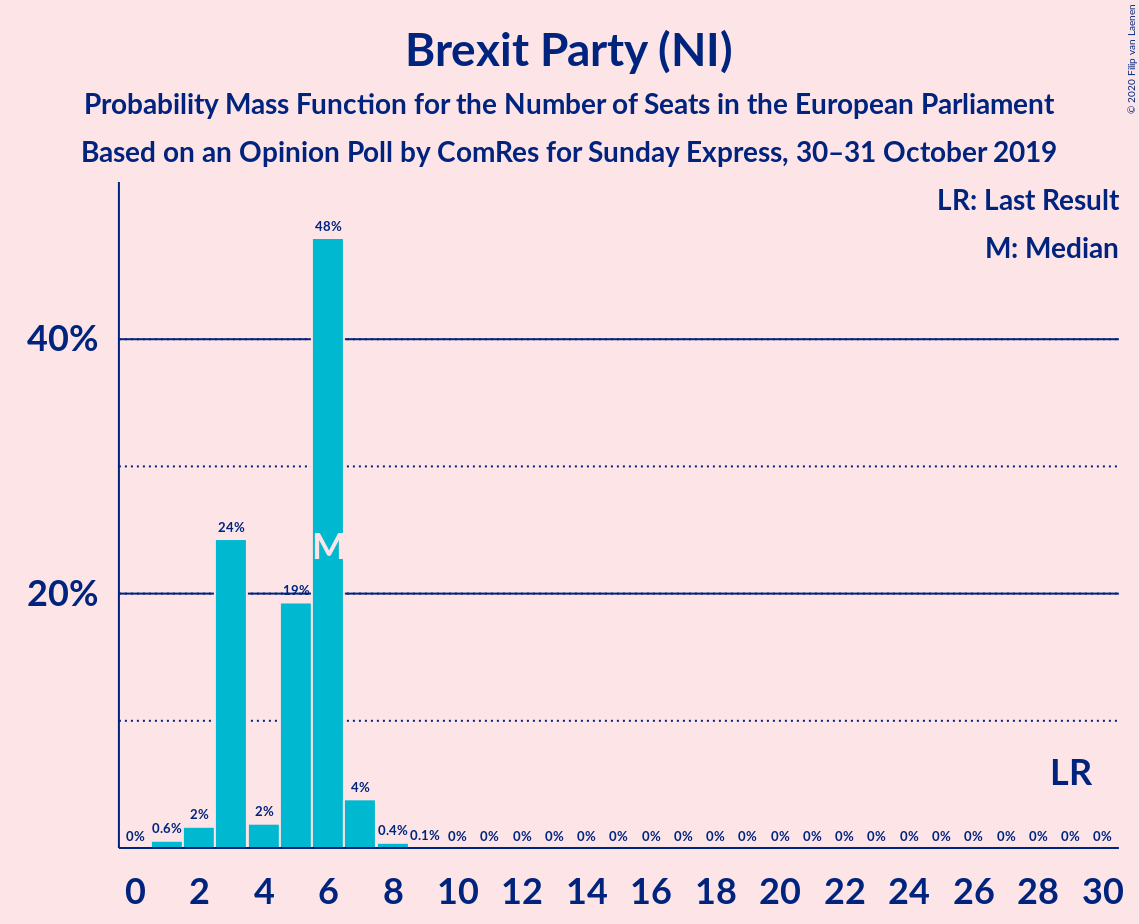 Brexit Party (NI)
Probability Mass Function for the Number of Seats in the European Parliament
Based on an Opinion Poll by ComRes for Sunday Express, 30–31 October 2019
© 2020 Filip van Laenen
LR: Last Result
M: Median
40%
20%
0% 0.6% 2% 24% 2% 19% 48% 4% 0.4% 0.1% 0% 0% 0% 0% 0% 0% 0% 0% 0% 0% 0% 0% 0% 0% 0% 0% 0% 0% 0% 0% 0%
M
LR
0 2 4 6 8 10 12 14 16 18 20 22 24 26 28 30